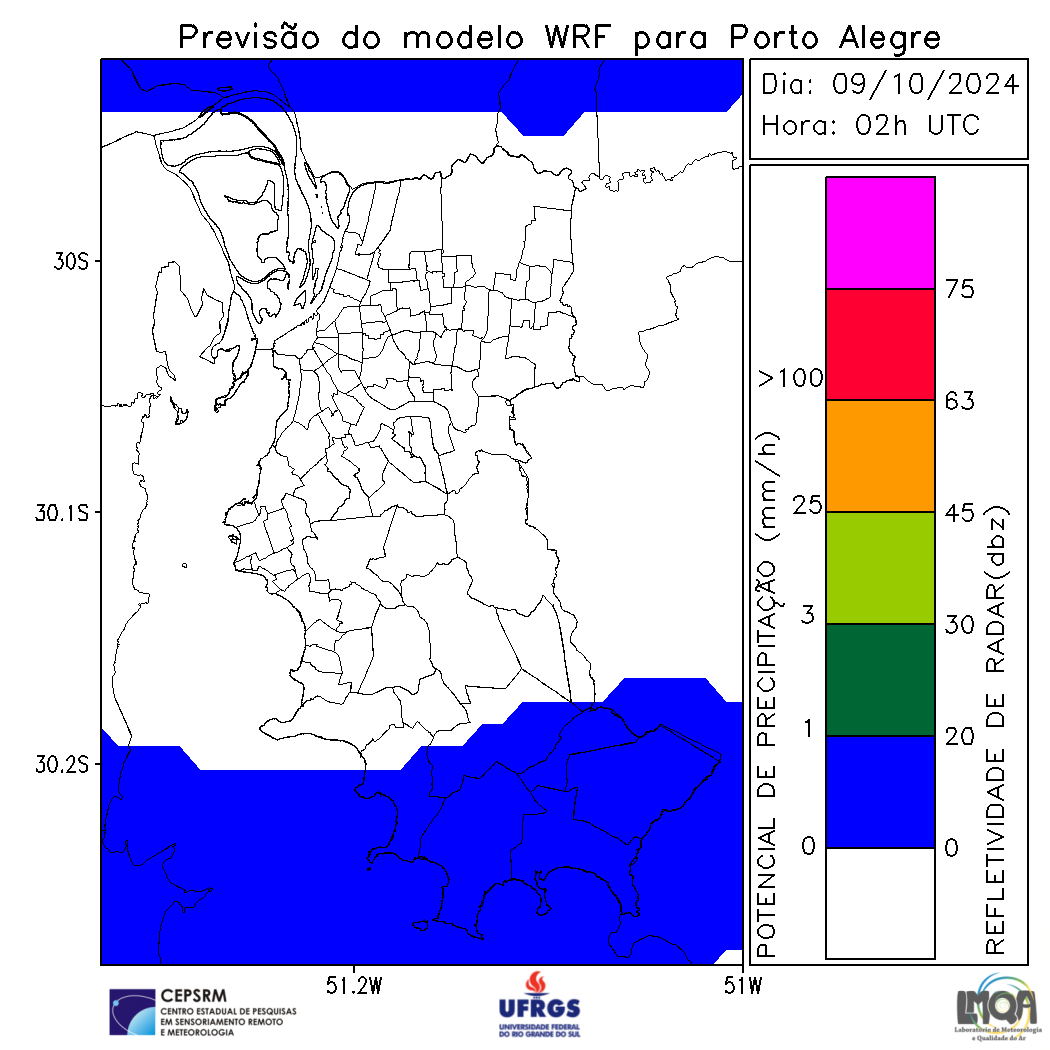 Previsão do modelo WRF para Porto Alegre
Dia: 09/10/2024
Hora: 02h UTC
30S
30.1S
30.2S
51.2W
51W
POTENCIAL DE PRECIPITAÇÃO (mm/h)
>100
25
3
1
0
75
63
45
30
20
0
REFLETIVIDADE DE RADAR(dbz)
CEPSRM
CENTRO ESTADUAL DE PESQUISAS
EM SENSORIAMENTO REMOTO
E METEOROLOGIA
UFRGS
UNIVERSIDADE FEDERAL
DO RIO GRANDE DO SUL
LMQA
Laboratório de Meteorologia
e Qualidade do Ar